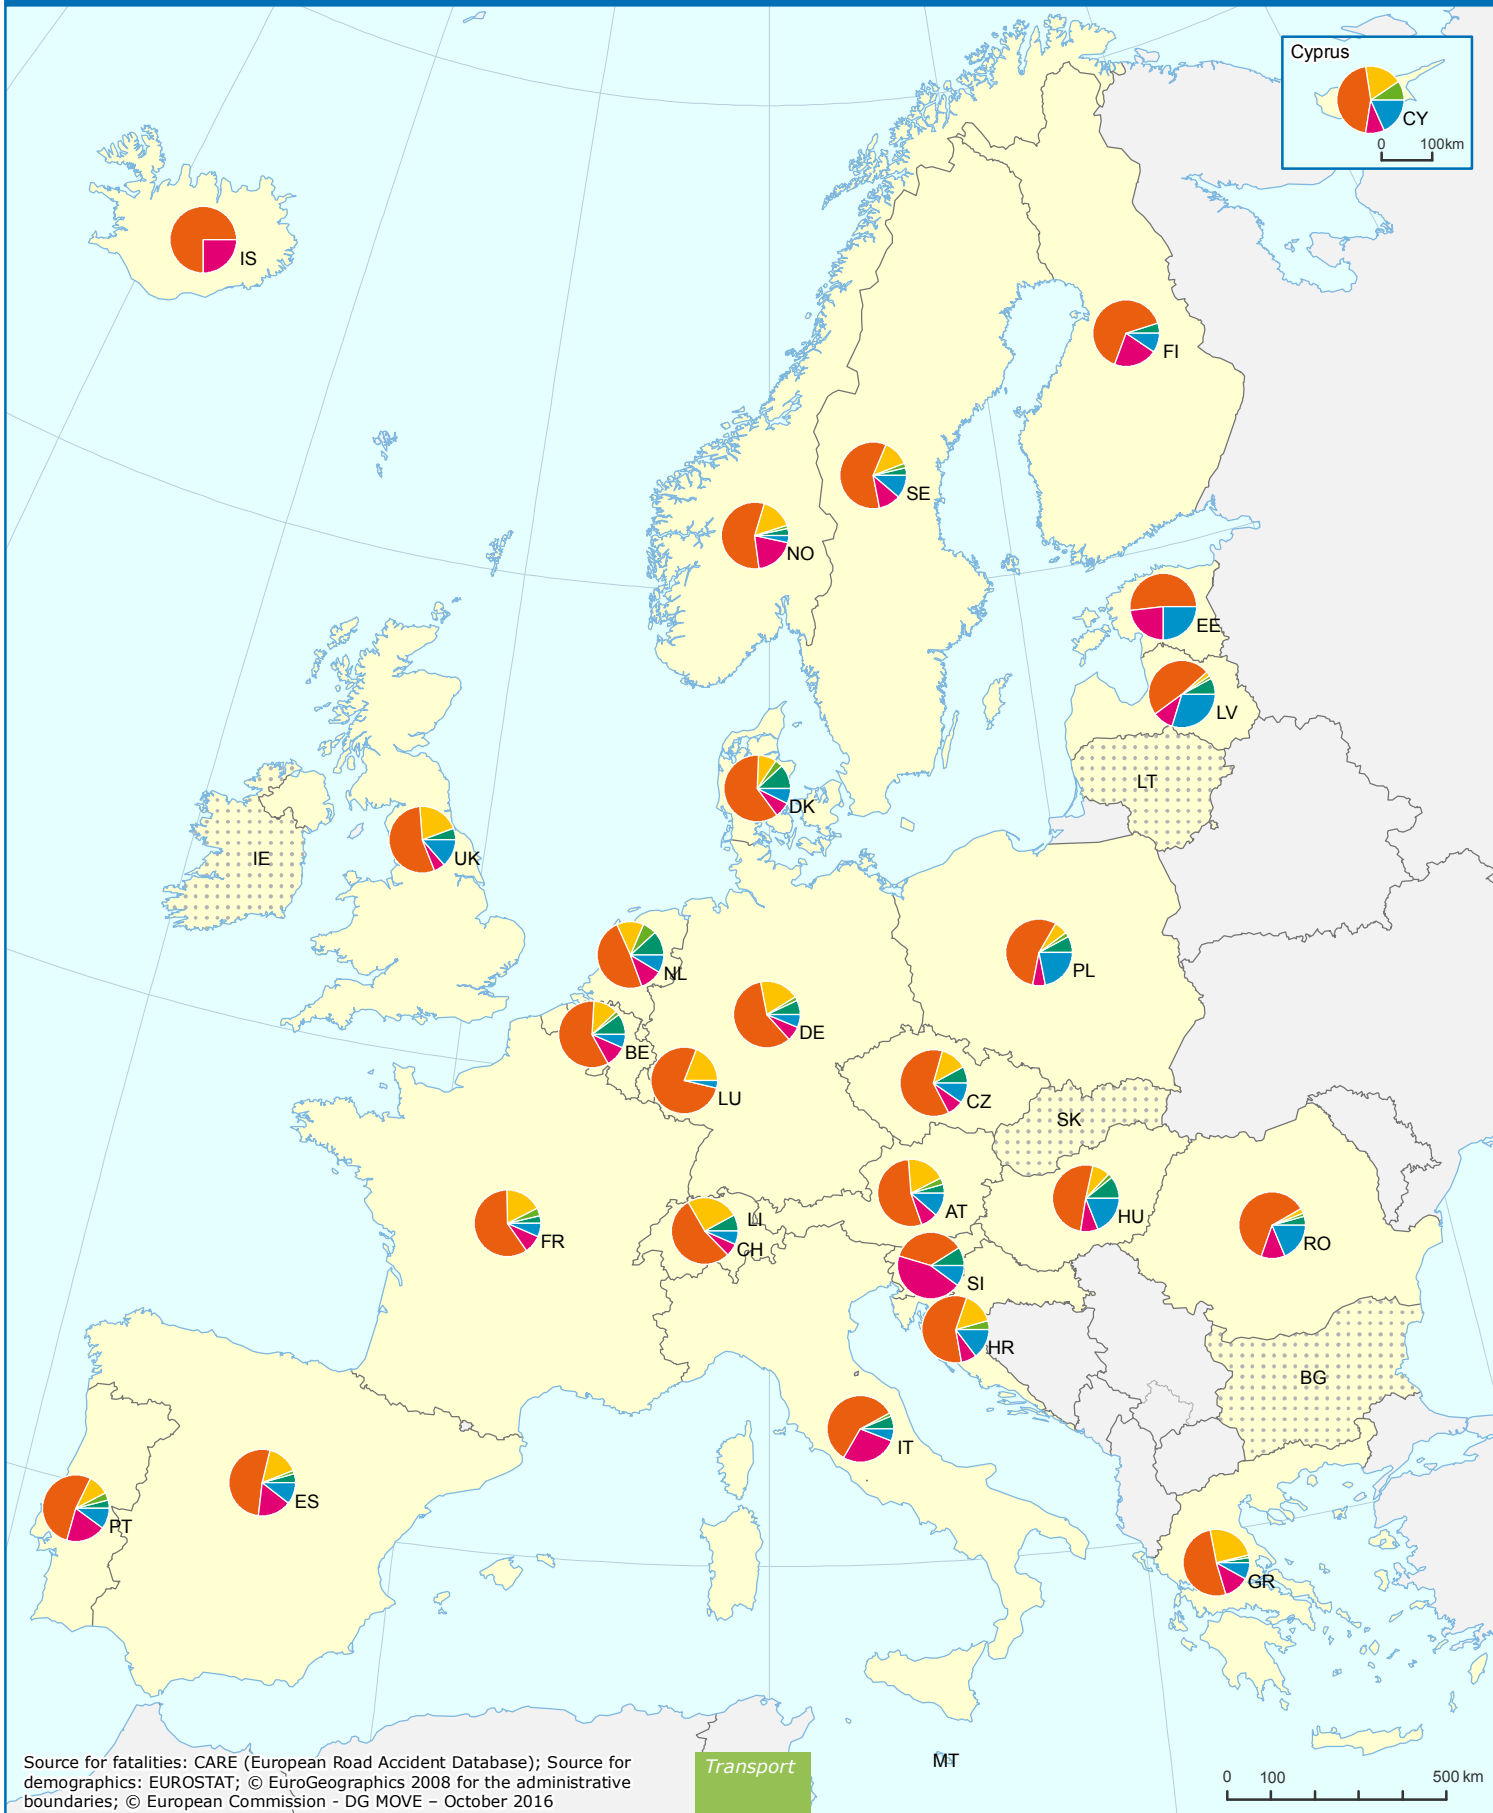 Cyprus
CY
0 100km
IS
FI
SE
NO
EE
LV
LT
DK
IE
UK
NL
PL
DE
BE
LU
CZ
SK
AT
HU
LI
CH
FR
RO
SI
HR
BG
IT
ES
PT
GR
MT
Source for fatalities: CARE (European Road Accident Database); Source for
demographics: EUROSTAT; © EuroGeographics 2008 for the administrative
boundaries; © European Commission - DG MOVE – October 2016
Transport
0 100 500 km